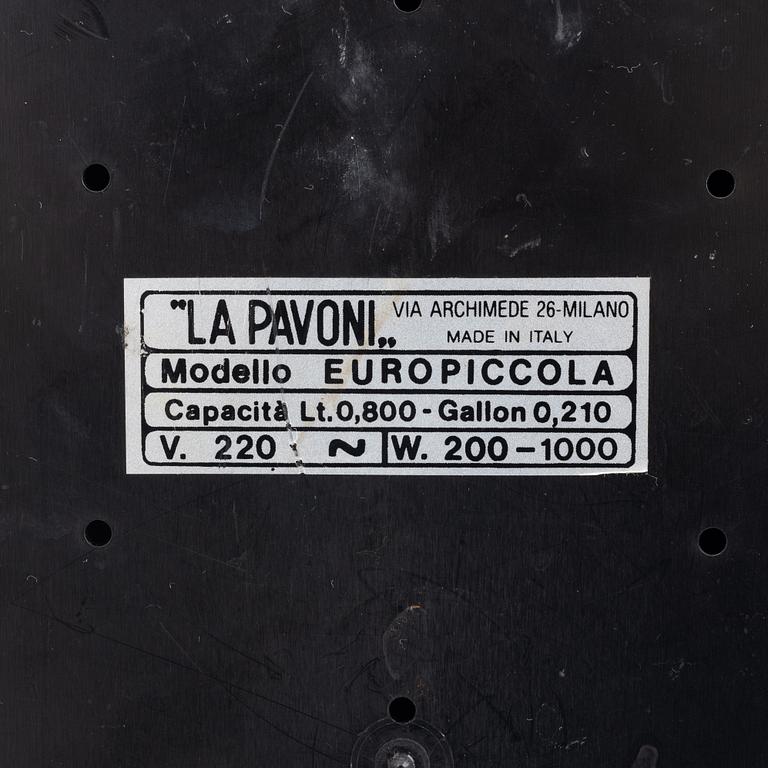 "LA PAVONI„ VIA ARCHIMEDE 26-MILANO
MADE IN ITALY
Modello EUROPICCOLA
Capacità Lt.0,800 - Gallon 0,210
V. 220 ~ W. 200-1000